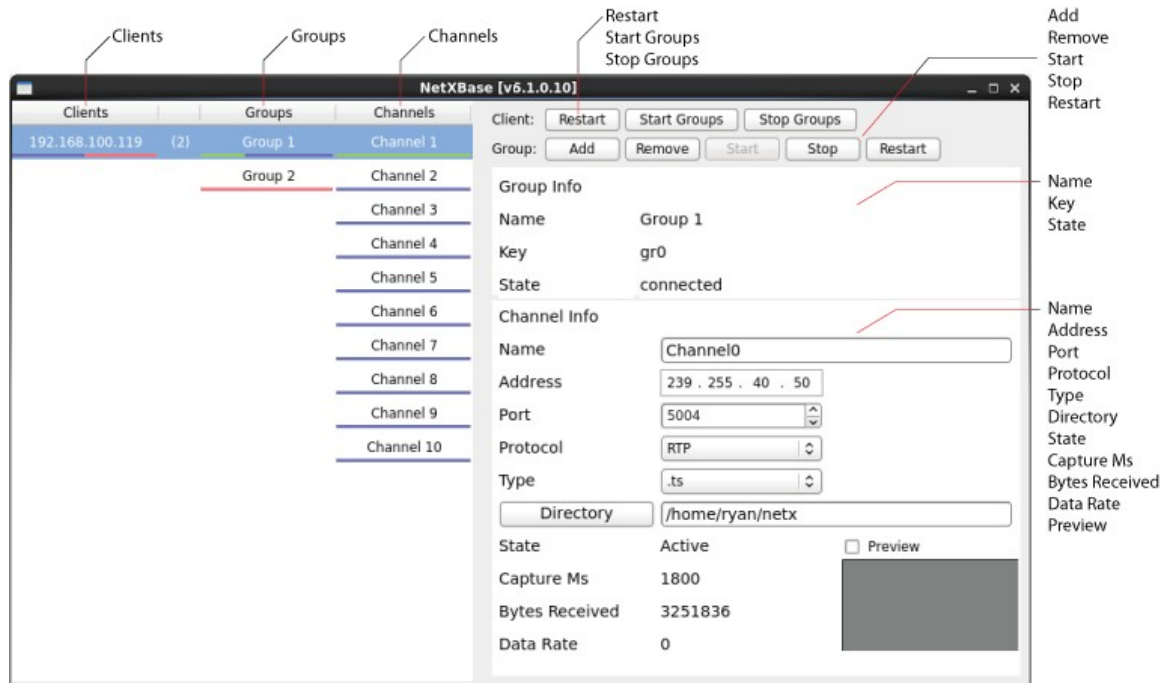 Clients
Groups
Channels
Restart
Start Groups
Stop Groups
Add
Remove
Start
Stop
Restart
NetXBase [v6.1.0.10]
Clients Groups Channels
192.168.100.119 (2) Group 1 Channel 1
Group 2 Channel 2
Channel 3
Channel 4
Channel 5
Channel 6
Channel 7
Channel 8
Channel 9
Channel 10
Client: Restart Start Groups Stop Groups
Group: Add Remove Start Stop Restart
Group Info
Name Group 1
Key gr0
State connected
Channel Info
Name Channel0
Address 239 . 255 . 40 . 50
Port 5004
Protocol RTP
Type .ts
Directory /home/ryan/netx
State Active Preview
Capture Ms 1800
Bytes Received 3251836
Data Rate 0
Name
Key
State
Name
Address
Port
Protocol
Type
Directory
State
Capture Ms
Bytes Received
Data Rate
Preview